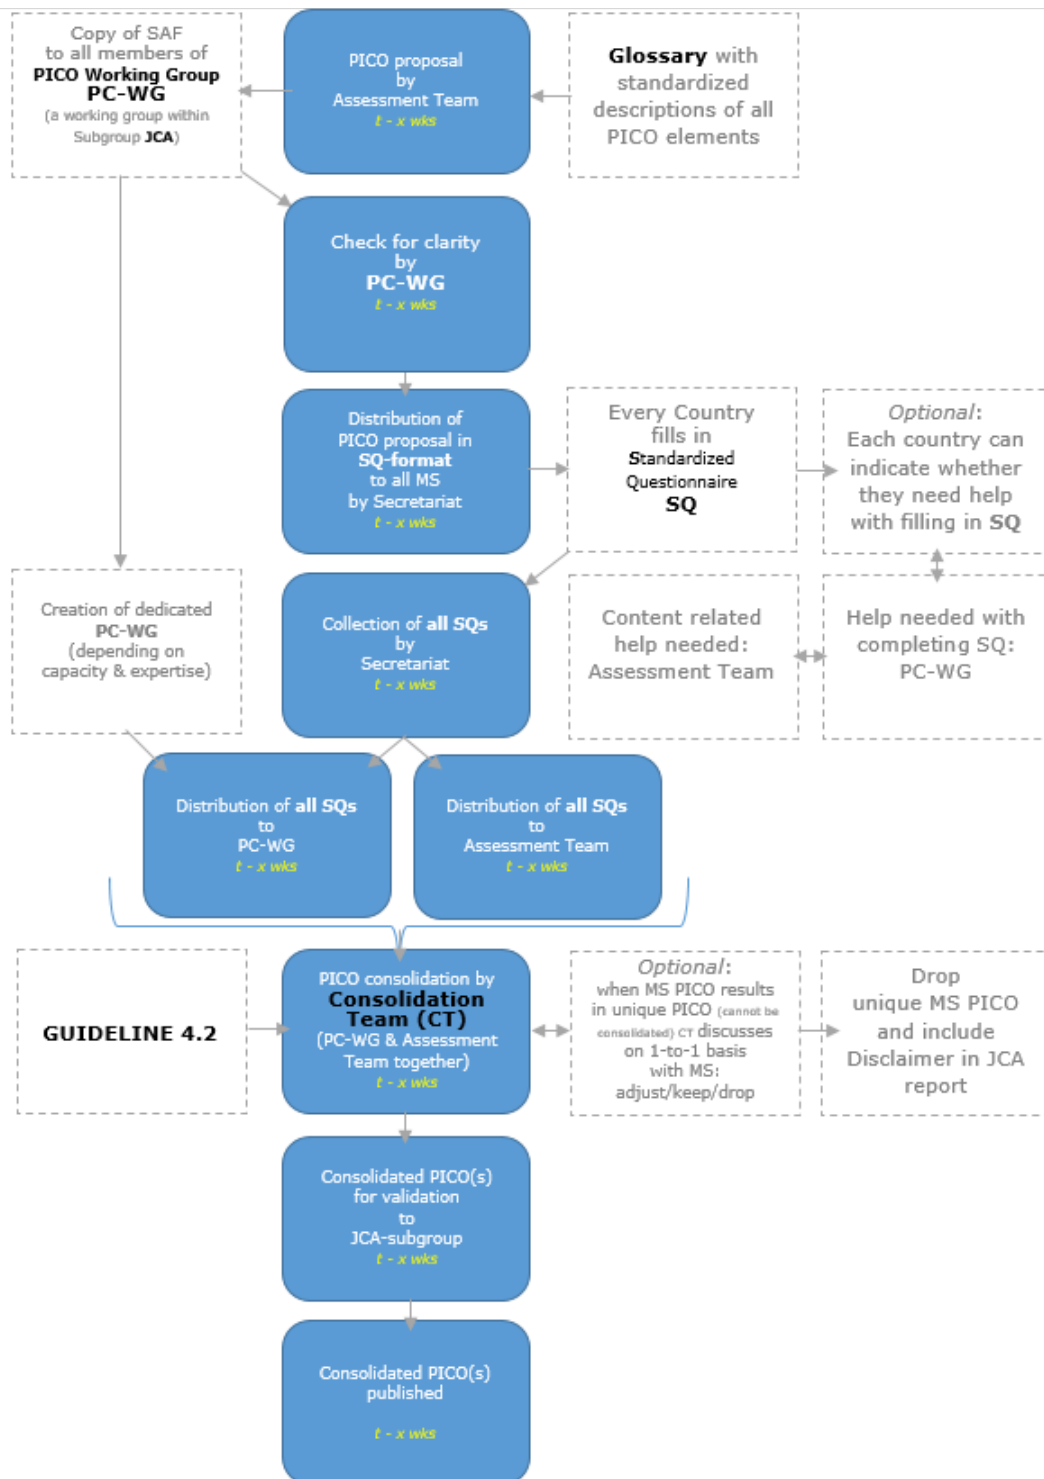 Copy of SAF
to all members of
PICO Working Group
PC-WG
(a working group within
Subgroup JCA)
PICO proposal
by
Assessment Team
t - x wks
Glossary with
standardized
descriptions of all
PICO elements
Check for clarity
by
PC-WG
t - x wks
Distribution of
PICO proposal in
SQ-format
to all MS
by Secretariat
t - x wks
Every Country
fills in
Standardized
Questionnaire
SQ
Optional:
Each country can
indicate whether
they need help
with filling in SQ
Creation of dedicated
PC-WG
(depending on
capacity & expertise)
Collection of all SQs
by
Secretariat
t - x wks
Content related
help needed:
Assessment Team
Help needed with
completing SQ:
PC-WG
Distribution of all SQs
to
PC-WG
t - x wks
Distribution of all SQs
to
Assessment Team
t - x wks
GUIDELINE 4.2
PICO consolidation by
Consolidation
Team (CT)
(PC-WG & Assessment
Team together)
t - x wks
Optional:
when MS PICO results
in unique PICO (cannot be
consolidated) CT discusses
on 1-to-1 basis
with MS:
adjust/keep/drop
Drop
unique MS PICO
and include
Disclaimer in JCA
report
Consolidated PICO(s)
for validation
to
JCA-subgroup
t - x wks
Consolidated PICO(s)
published
t - x wks